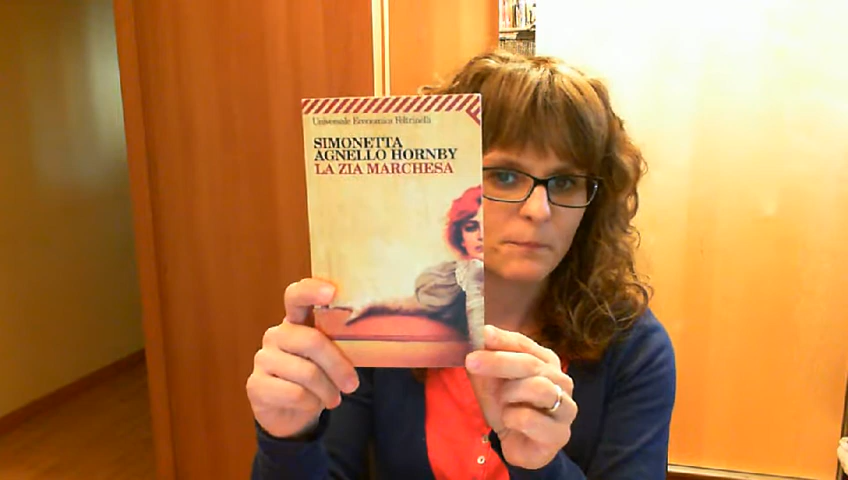 Universale Economica Feltrinelli
SIMONETTA
AGNELLO HORNBY
LA ZIA MARCHESA